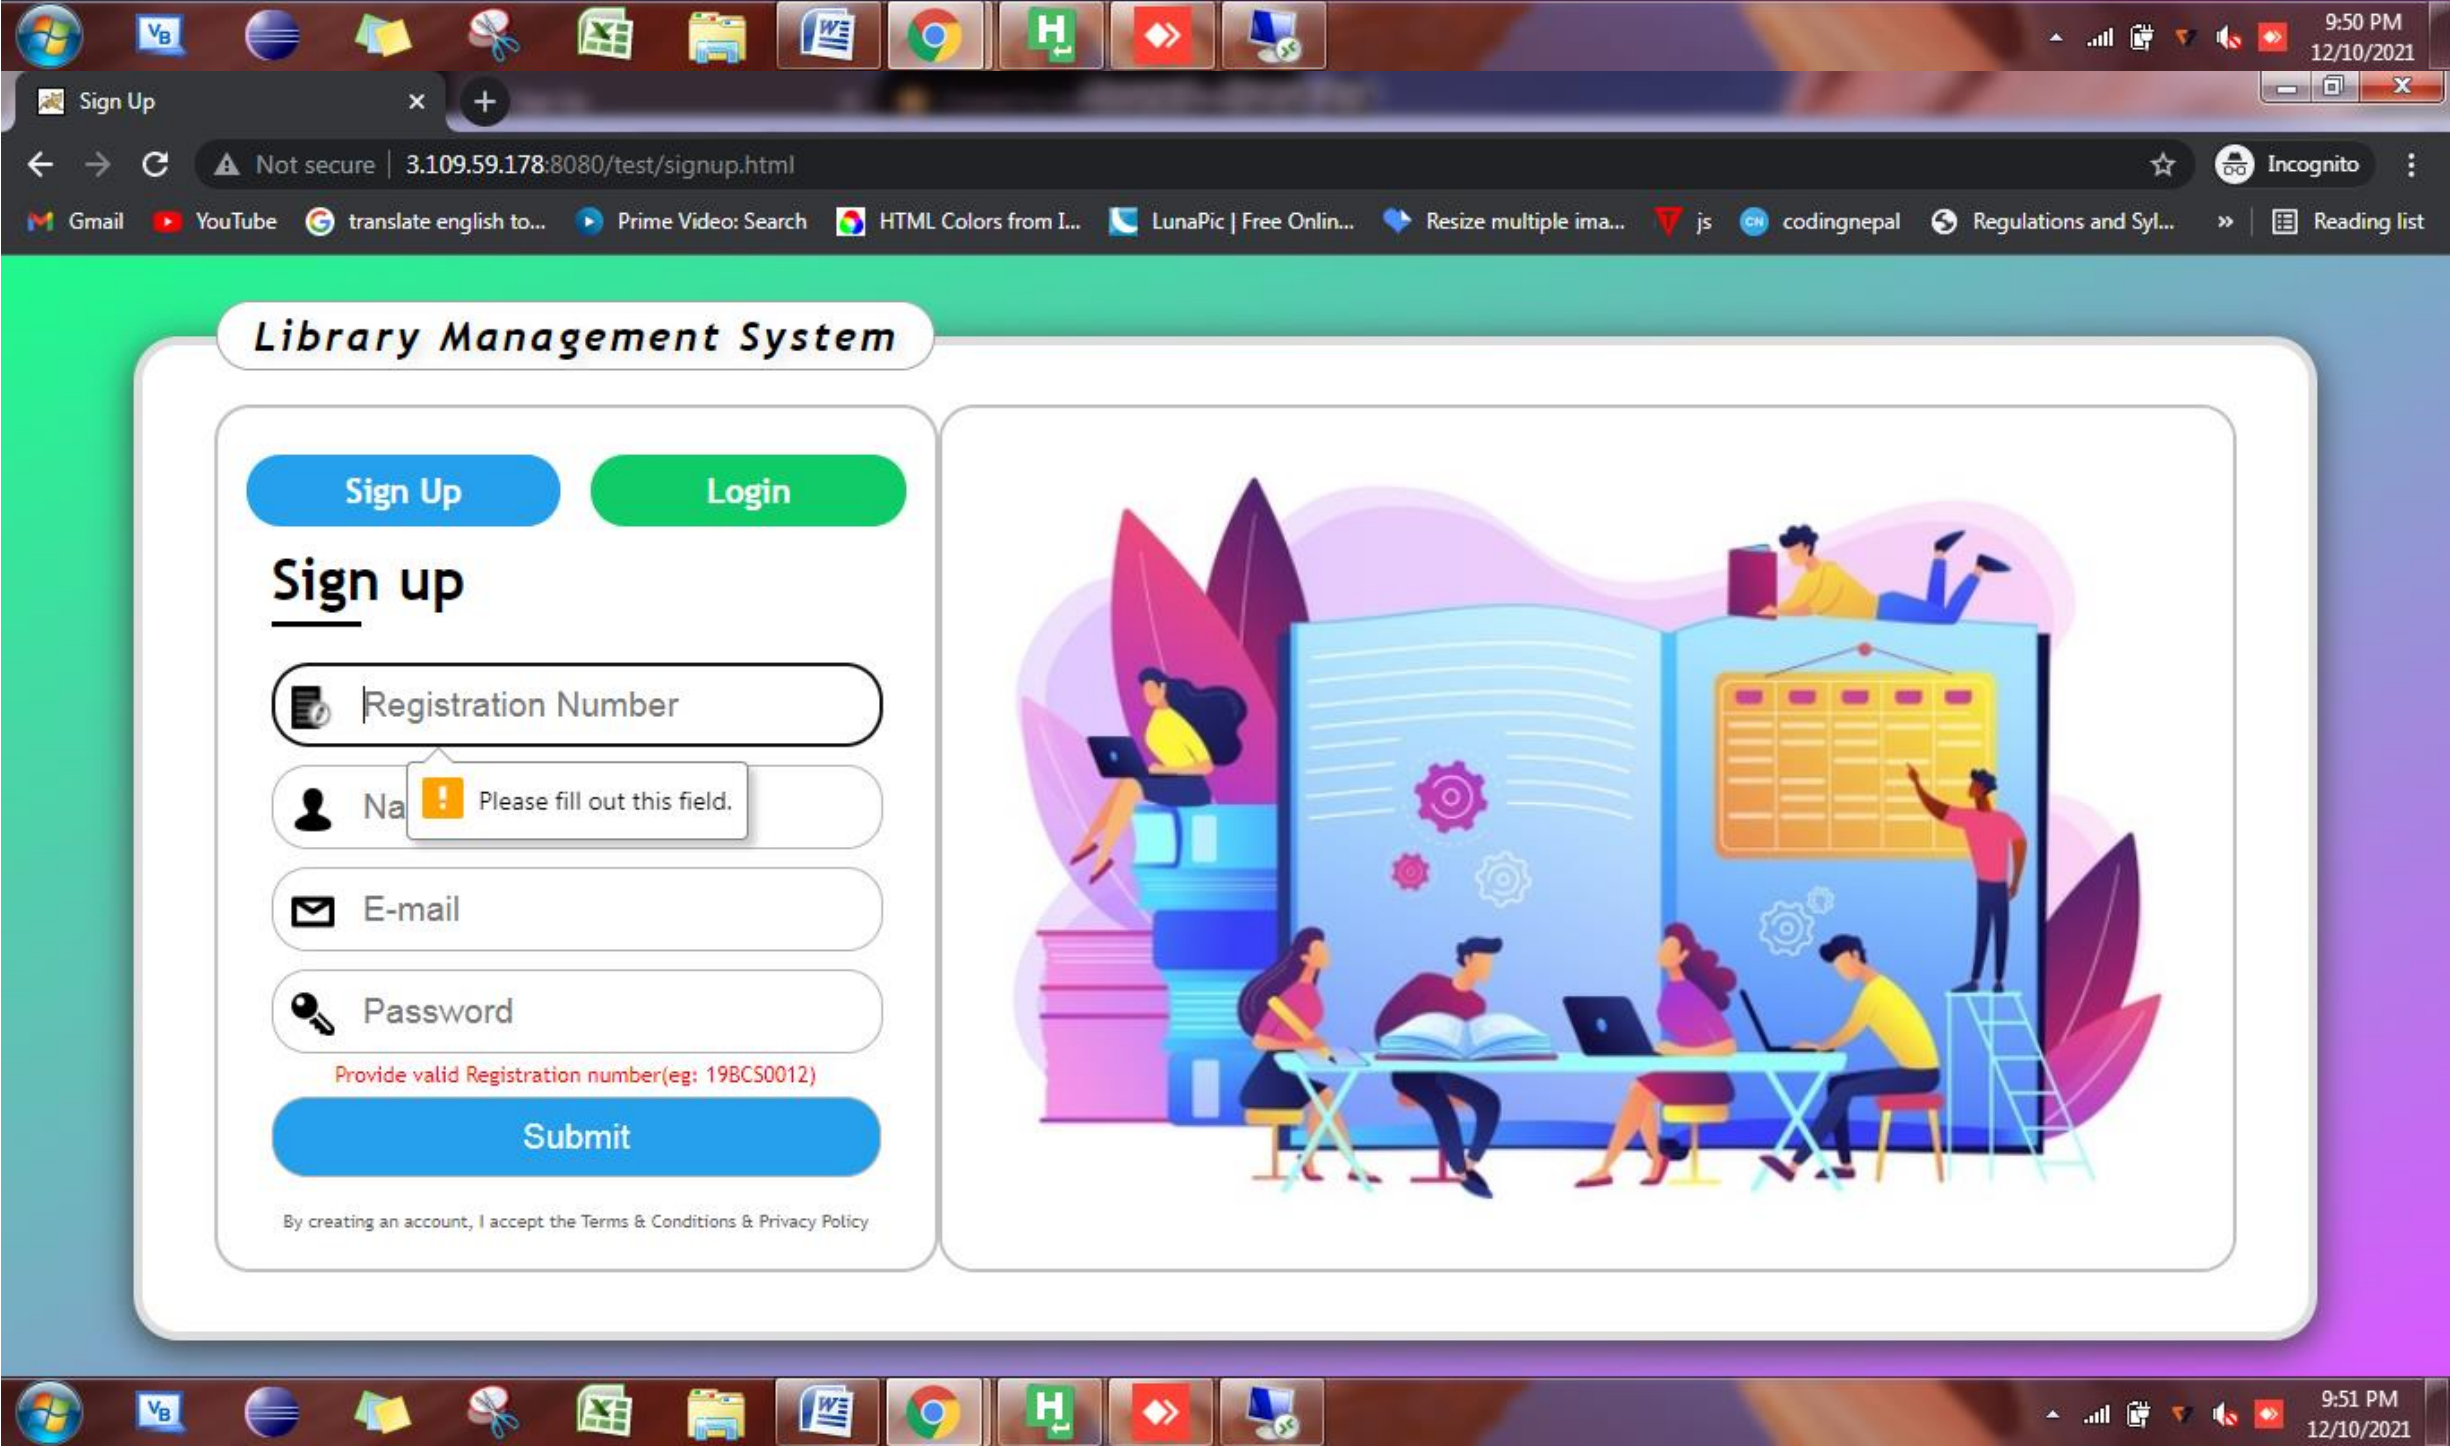 9:50 PM
12/10/2021
Sign Up
Not secure | 3.109.59.178:8080/test/signup.html
Incognito
Gmail YouTube translate english to... Prime Video: Search HTML Colors from I... LunaPic | Free Onlin... Resize multiple ima... js codingnepal Regulations and Syl... » Reading list
Library Management System
Sign Up Login
Sign up
Registration Number
Na
Please fill out this field.
E-mail
Password
Provide valid Registration number(eg: 19BCS0012)
Submit
By creating an account, I accept the Terms & Conditions & Privacy Policy
9:51 PM
12/10/2021